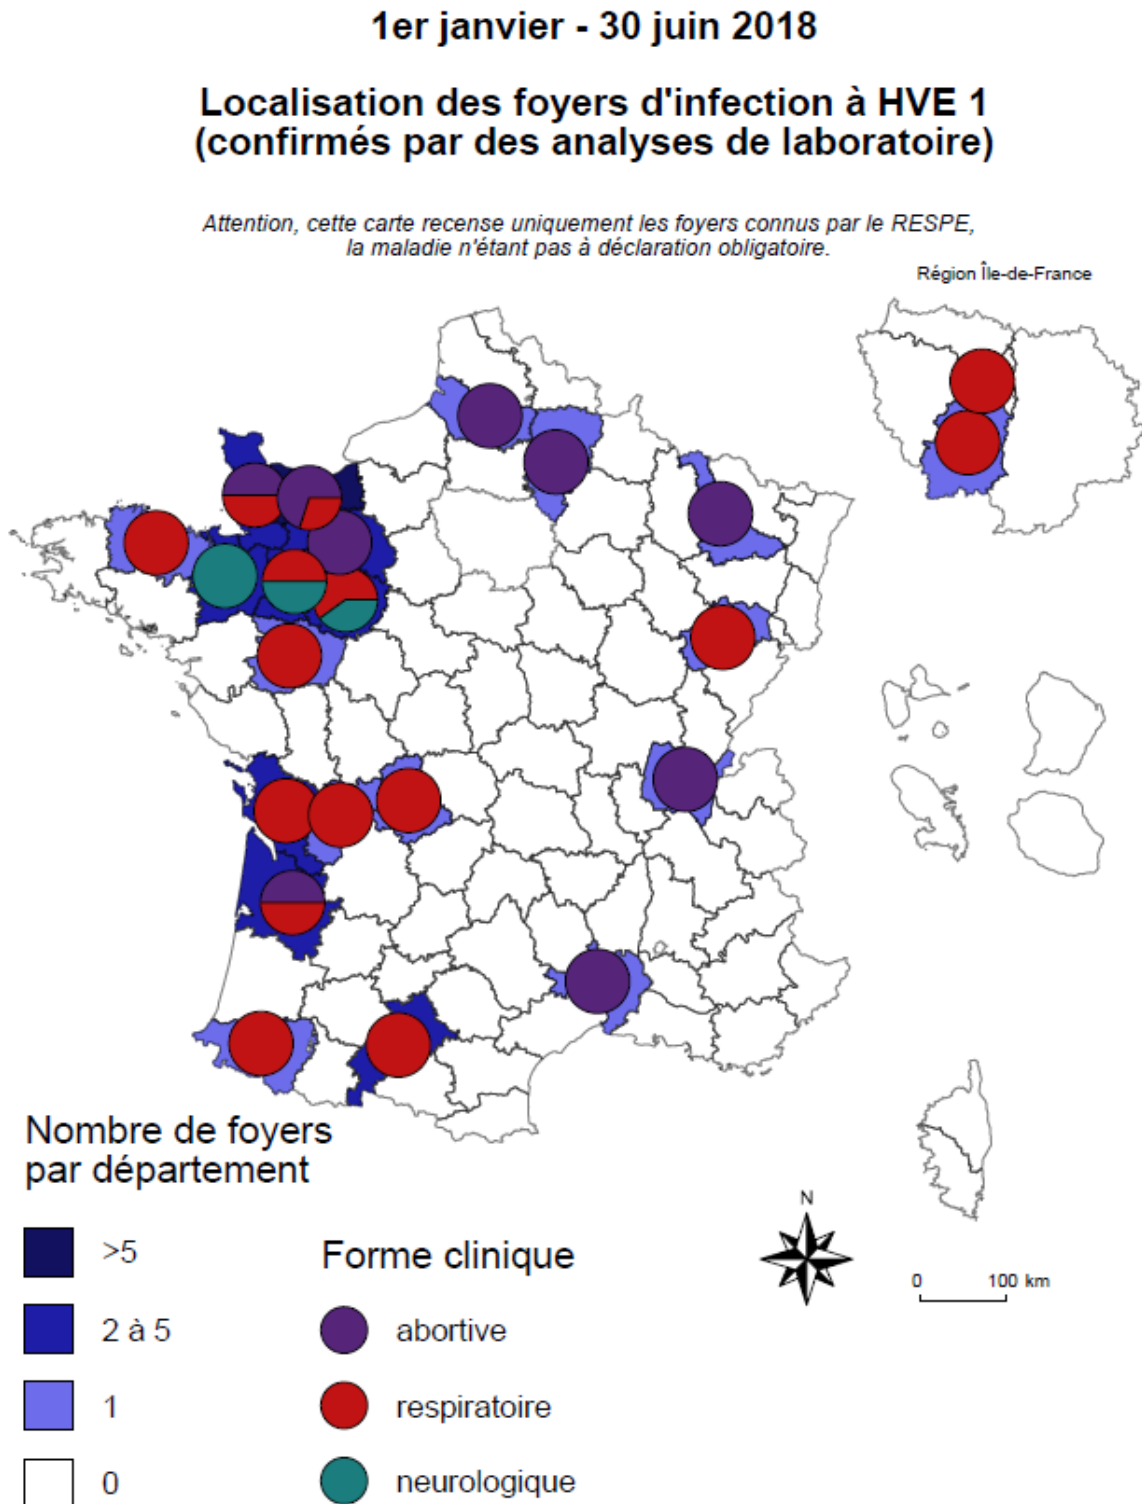 1er janvier - 30 juin 2018
Localisation des foyers d'infection à HVE 1
(confirmés par des analyses de laboratoire)
Attention, cette carte recense uniquement les foyers connus par le RESPE,
la maladie n'étant pas à déclaration obligatoire.
Région Île-de-France
Nombre de foyers
par département
>5
2 à 5
1
0
Forme clinique
abortive
respiratoire
neurologique
N
0 100 km